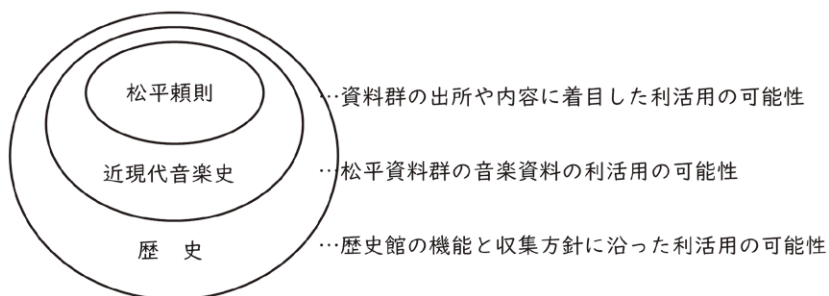 松平頼則
…資料群の出所や内容に着目した利活用の可能性
近現代音楽史
…松平資料群の音楽資料の利活用の可能性
歴 史
…歴史館の機能と収集方針に沿った利活用の可能性